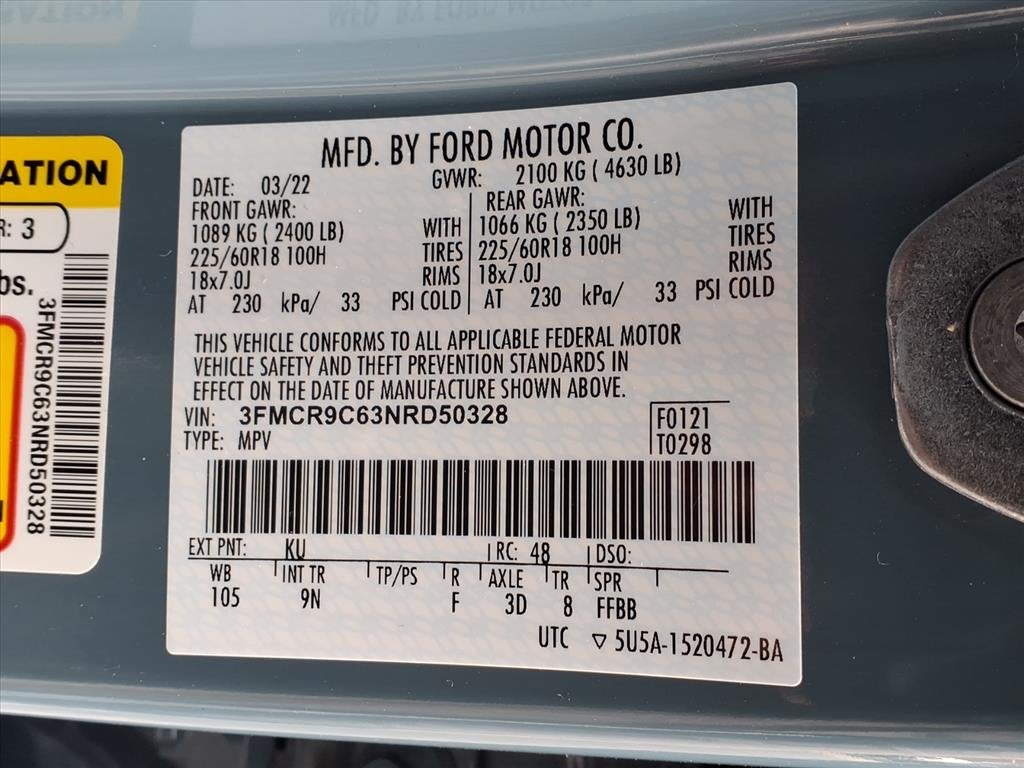 MFD. BY FORD MOTOR CO.
DATE: 03/22 GVWR: 2100 KG ( 4630 LB)
FRONT GAWR: REAR GAWR:
1089 KG ( 2400 LB) WITH 1066 KG ( 2350 LB) WITH
225/60R18 100H TIRES 225/60R18 100H TIRES
18x7.0J RIMS 18x7.0J RIMS
AT 230 kPa/ 33 PSI COLD AT 230 kPa/ 33 PSI COLD
THIS VEHICLE CONFORMS TO ALL APPLICABLE FEDERAL MOTOR
VEHICLE SAFETY AND THEFT PREVENTION STANDARDS IN
EFFECT ON THE DATE OF MANUFACTURE SHOWN ABOVE.
VIN: 3FMCR9C63NRD50328 F0121
TYPE: MPV T0298
EXT PNT: KU RC: 48 DSO:
WB INT TR TP/PS R AXLE TR SPR
105 9N F 3D 8 FFBB
UTC ▽ 5U5A-1520472-BA
ATION
R: 3
bs.
3FMCR9C63NRD50328
MFD. BY FORD MOTOR